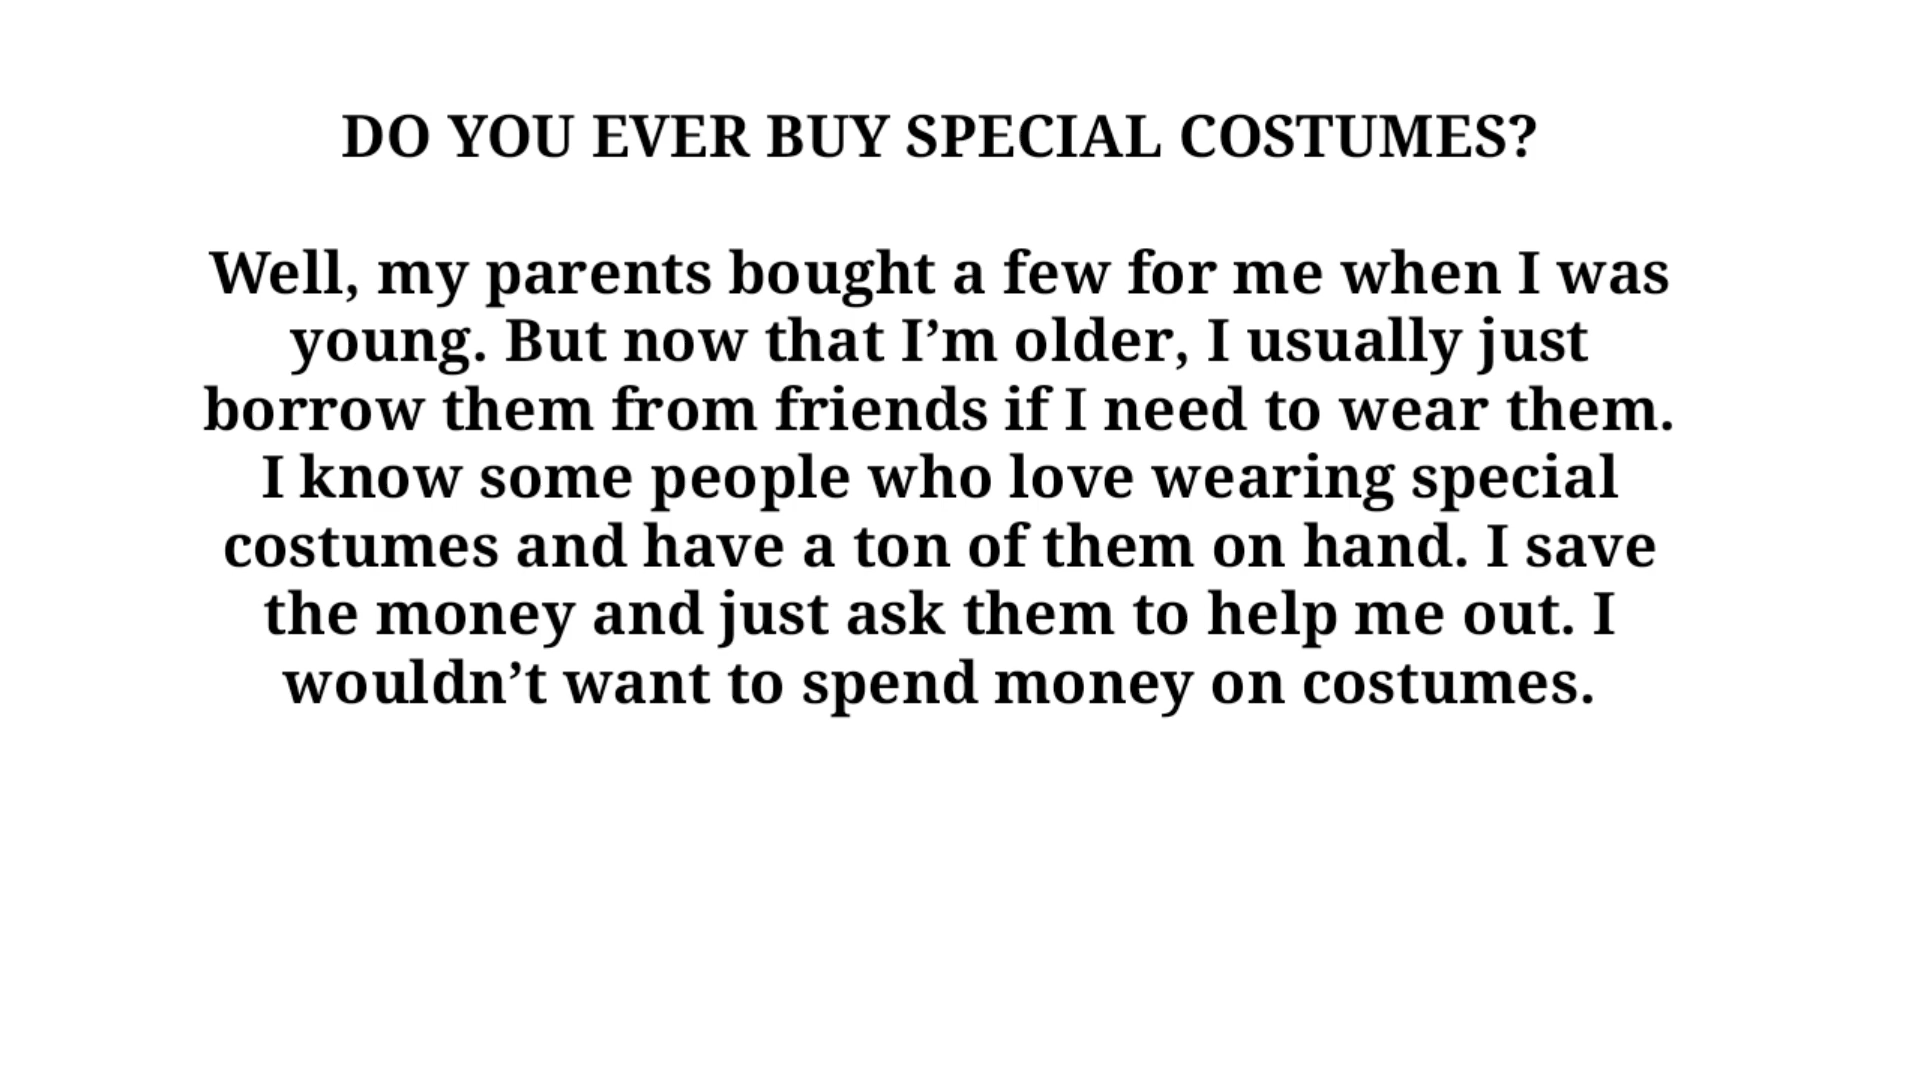 DO YOU EVER BUY SPECIAL COSTUMES?
Well, my parents bought a few for me when I was
young. But now that I’m older, I usually just
borrow them from friends if I need to wear them.
I know some people who love wearing special
costumes and have a ton of them on hand. I save
the money and just ask them to help me out. I
wouldn’t want to spend money on costumes.